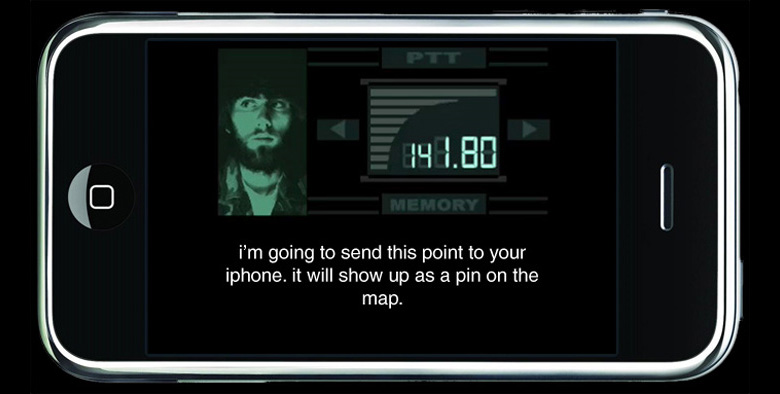 PTT
141.80
MEMORY
i'm going to send this point to your
iphone. it will show up as a pin on the
map.